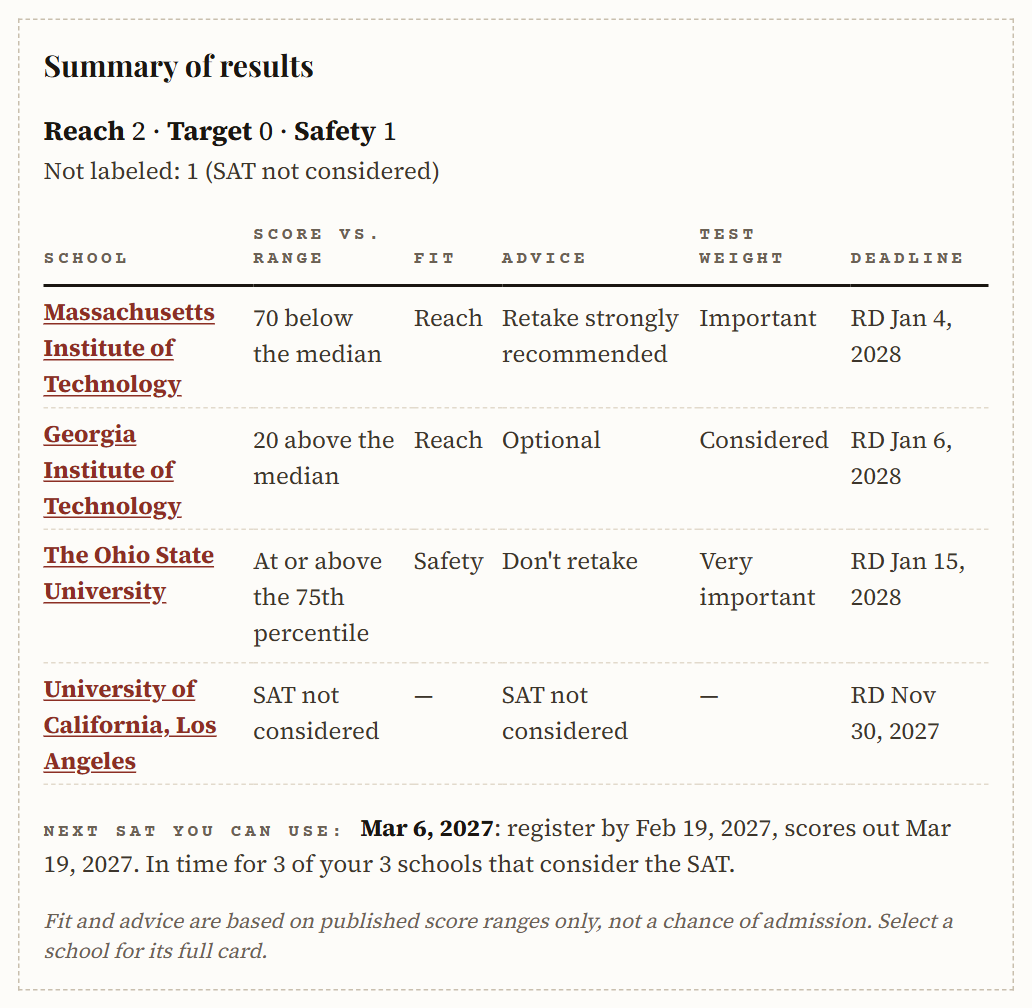 Summary of results
Reach 2 · Target 0 · Safety 1
Not labeled: 1 (SAT not considered)
SCHOOL SCORE VS. RANGE FIT ADVICE TEST WEIGHT DEADLINE
Massachusetts Institute of Technology 70 below the median Reach Retake strongly recommended Important RD Jan 4, 2028
Georgia Institute of Technology 20 above the median Reach Optional Considered RD Jan 6, 2028
The Ohio State University At or above the 75th percentile Safety Don't retake Very important RD Jan 15, 2028
University of California, Los Angeles SAT not considered — SAT not considered — RD Nov 30, 2027
NEXT SAT YOU CAN USE: Mar 6, 2027: register by Feb 19, 2027, scores out Mar
19, 2027. In time for 3 of your 3 schools that consider the SAT.
Fit and advice are based on published score ranges only, not a chance of admission. Select a
school for its full card.